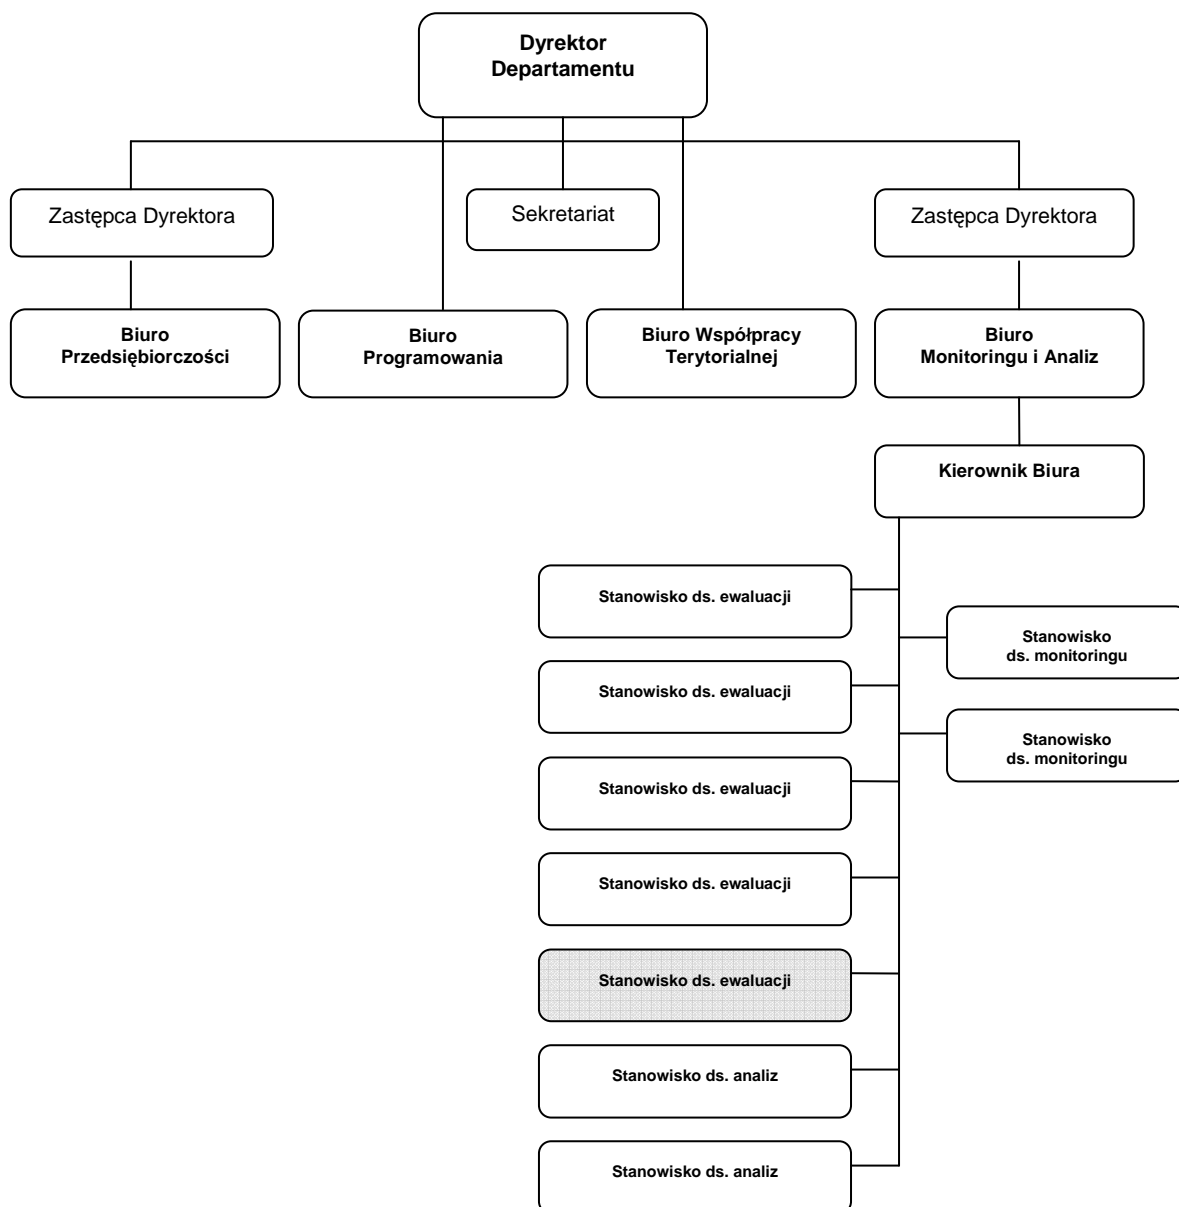 Dyrektor
Departamentu
Zastępca Dyrektora
Sekretariat
Zastępca Dyrektora
Biuro
Przedsiębiorczości
Biuro
Programowania
Biuro Współpracy
Terytorialnej
Biuro
Monitoringu i Analiz
Kierownik Biura
Stanowisko ds. ewaluacji
Stanowisko
ds. monitoringu
Stanowisko ds. ewaluacji
Stanowisko
ds. monitoringu
Stanowisko ds. ewaluacji
Stanowisko ds. ewaluacji
Stanowisko ds. ewaluacji
Stanowisko ds. analiz
Stanowisko ds. analiz